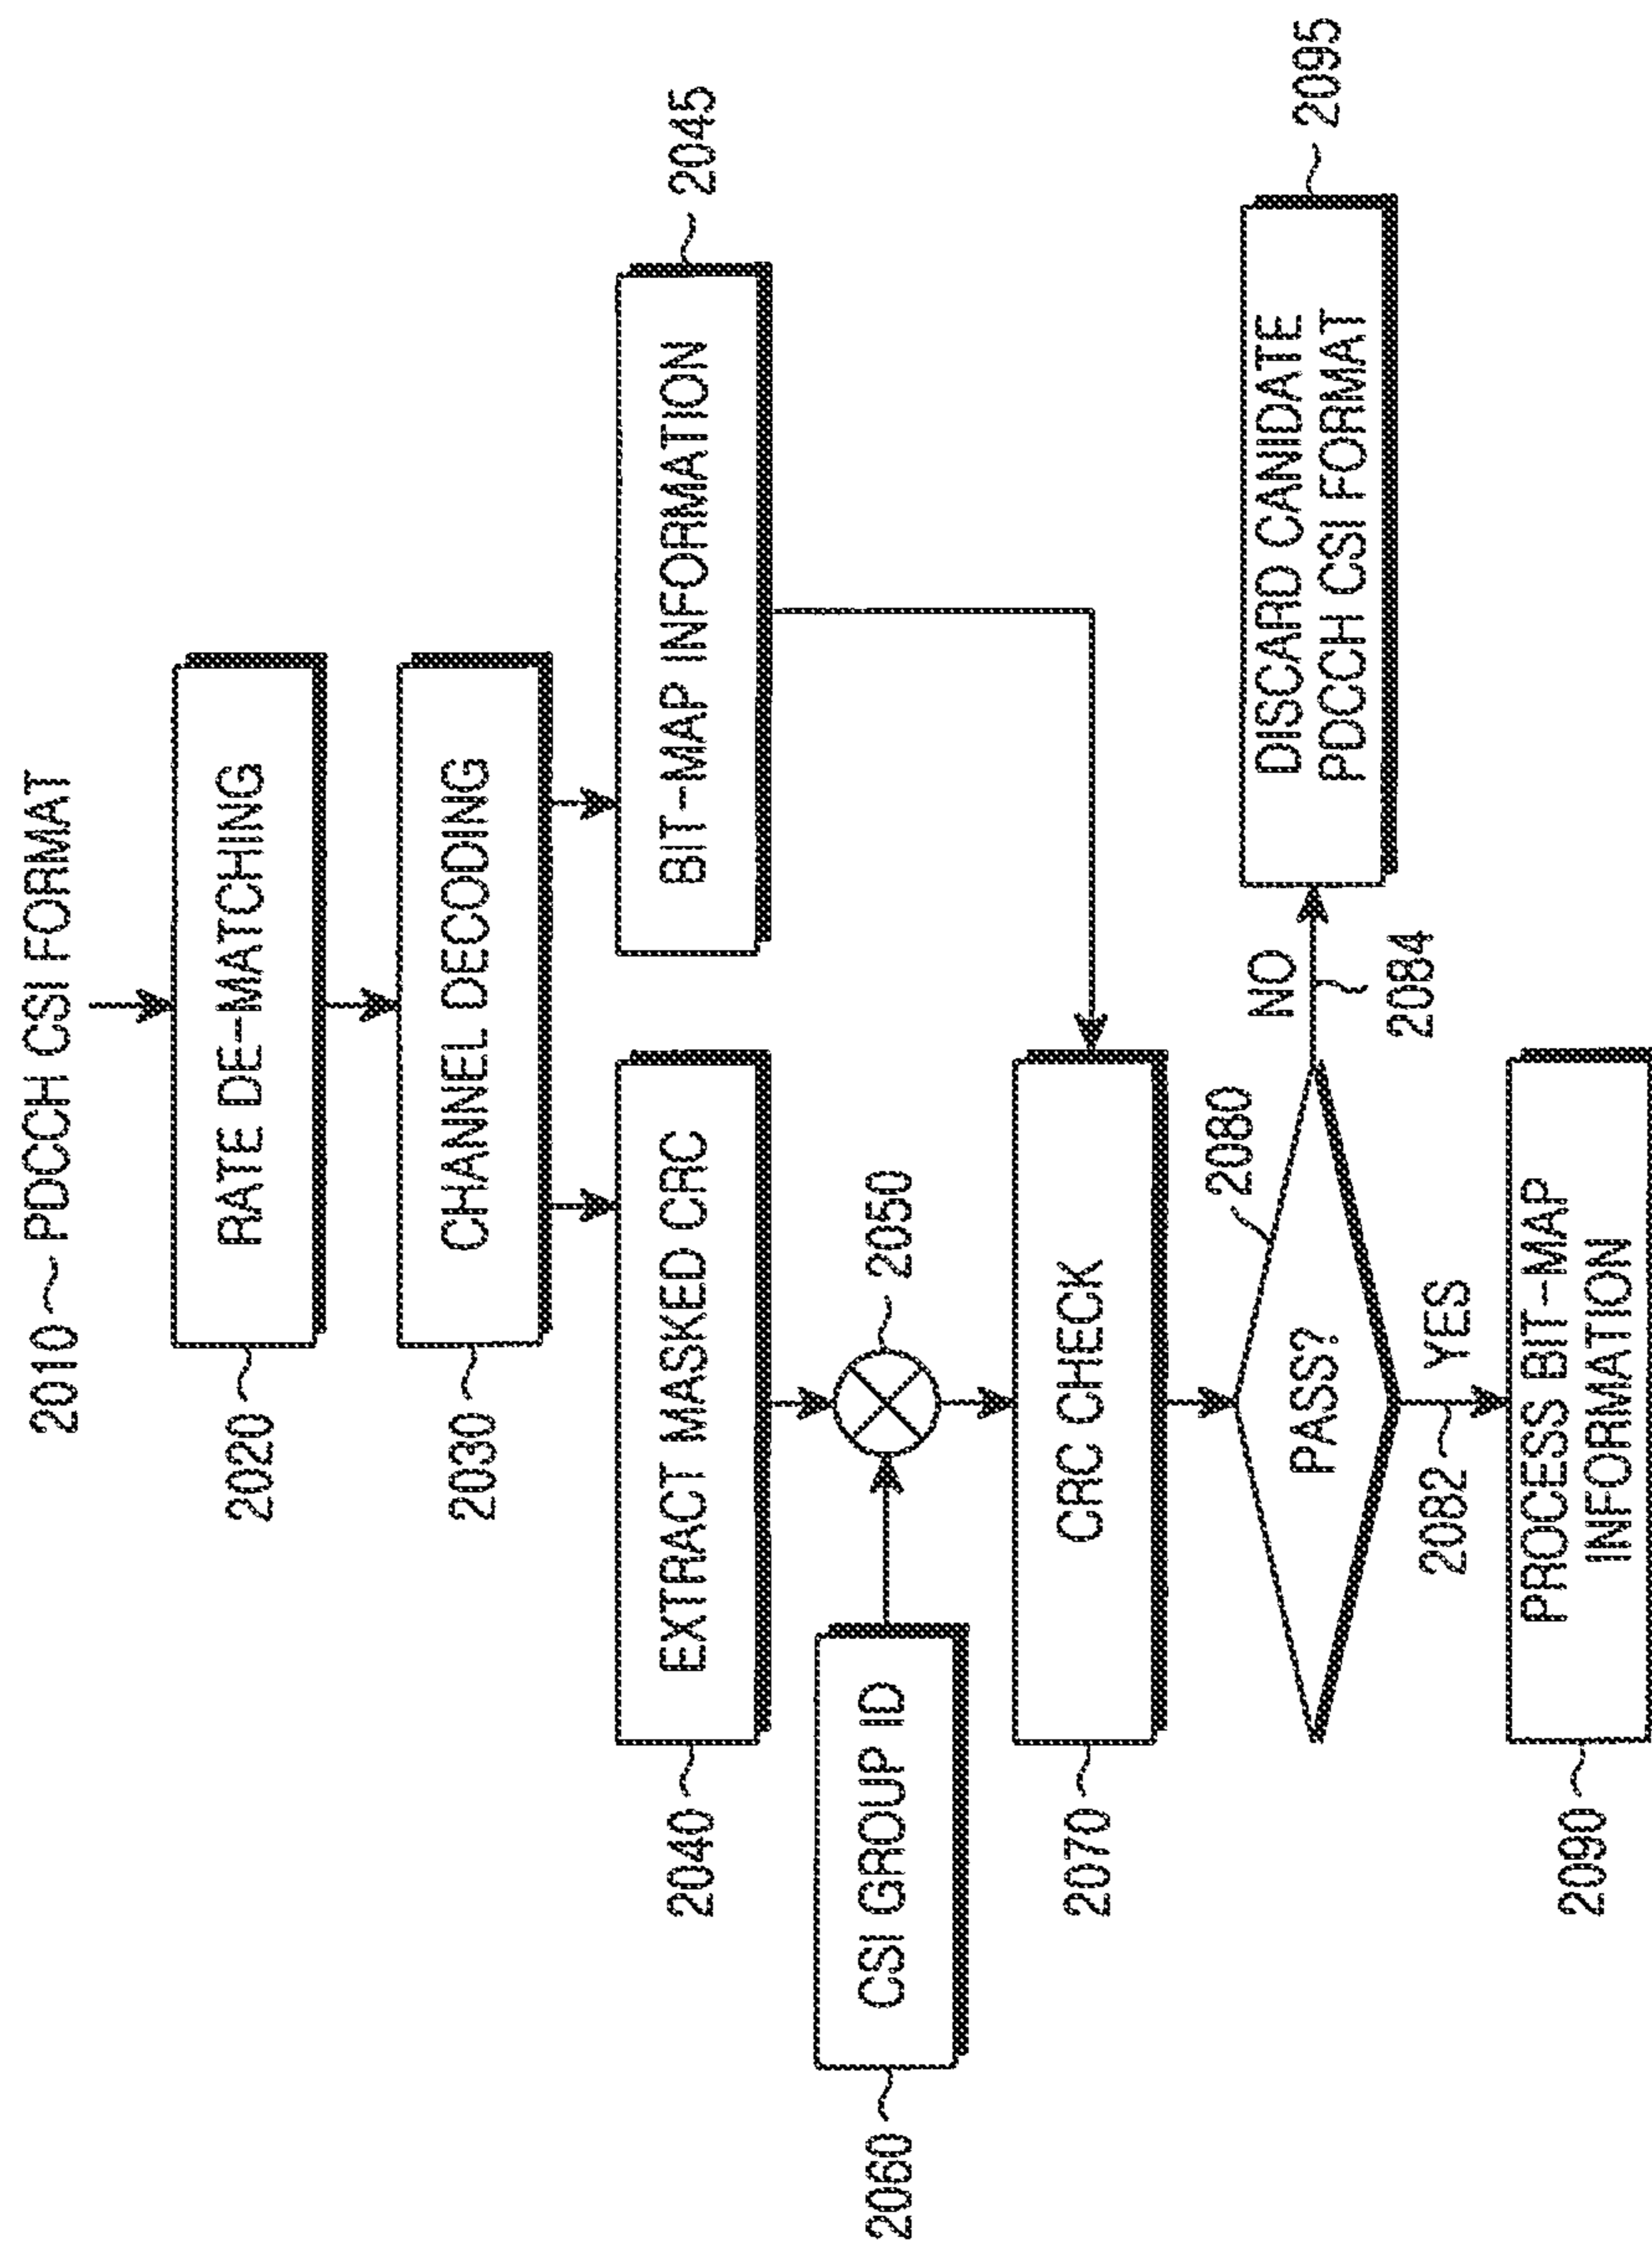 2010 PDCCH CSI FORMAT
RATE DE-MATCHING
2020
CHANNEL DECODING
2030
EXTRACT MASKED CRC
2040
BIT-MAP INFORMATION
2045
2050
CSI GROUP ID
2060
CRC CHECK
2070
PASS?
2080
NO
2084
DISCARD CANDIDATE
PDCCH CSI FORMAT
2095
2082
YES
PROCESS BIT-MAP
INFORMATION
2090